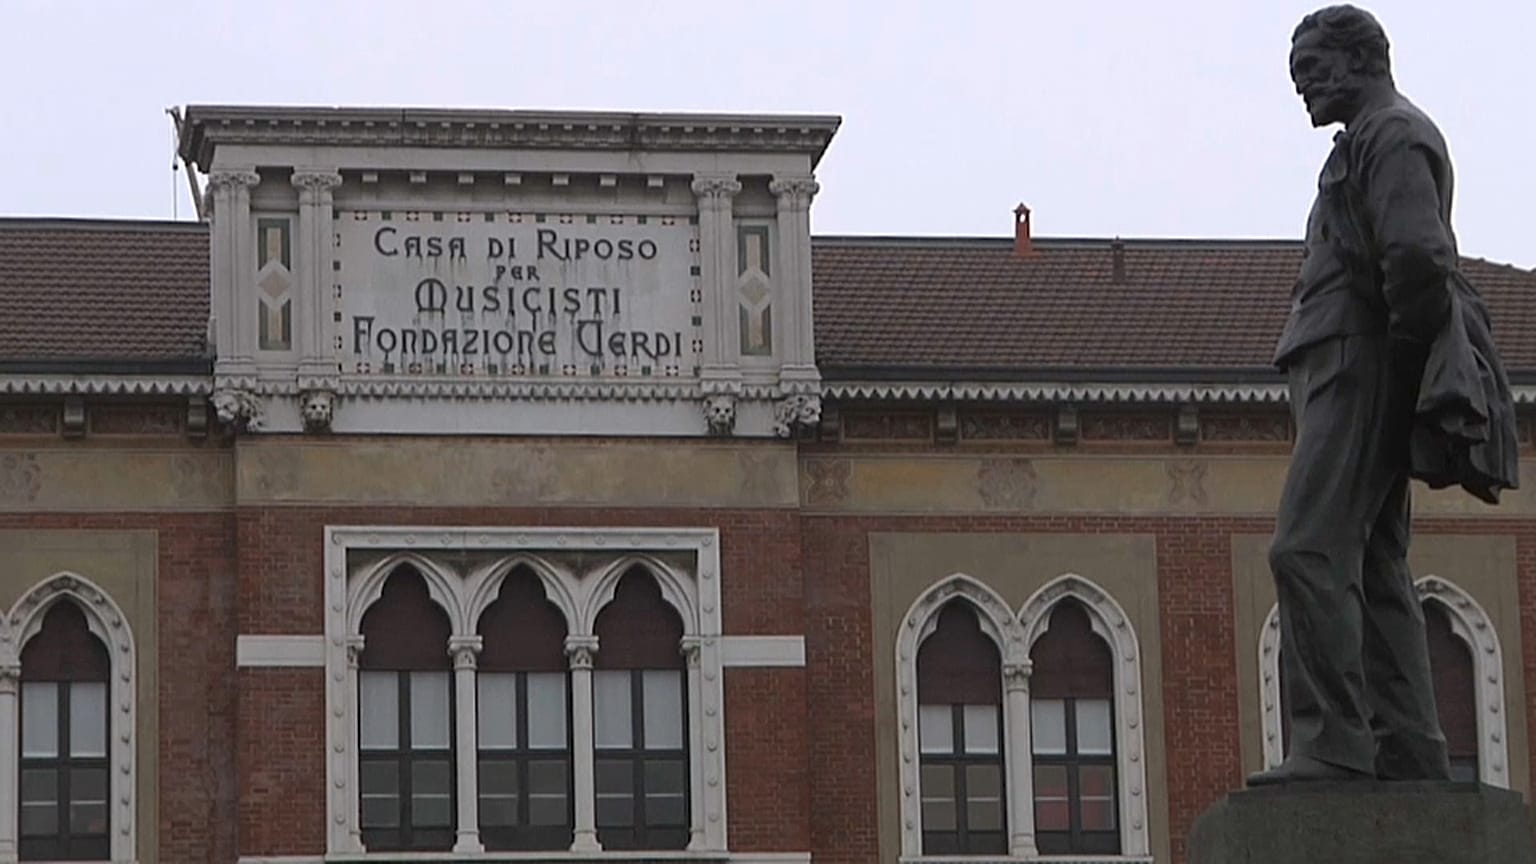 Casa di Riposo
per
Musicisti
Fondazione Verdi